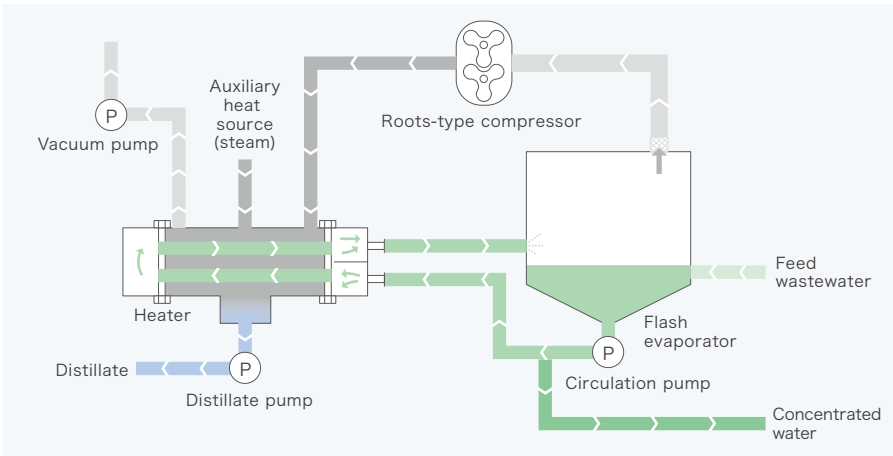 Auxiliary
heat
source
(steam)
P
Vacuum pump
Roots-type compressor
Feed
wastewater
Heater
Flash
evaporator
P
Circulation pump
Distillate
P
Distillate pump
Concentrated
water